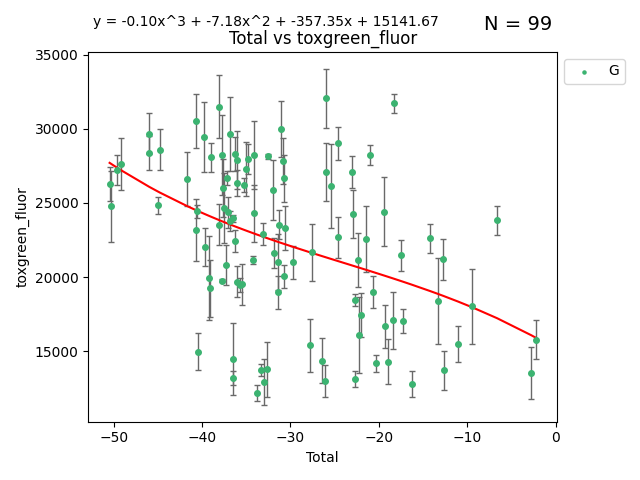 y = -0.10x^3 + -7.18x^2 + -357.35x + 15141.67
N = 99
Total vs toxgreen_fluor
G
35000
30000
25000
20000
15000
toxgreen_fluor
−50
−40
−30
−20
−10
0
Total